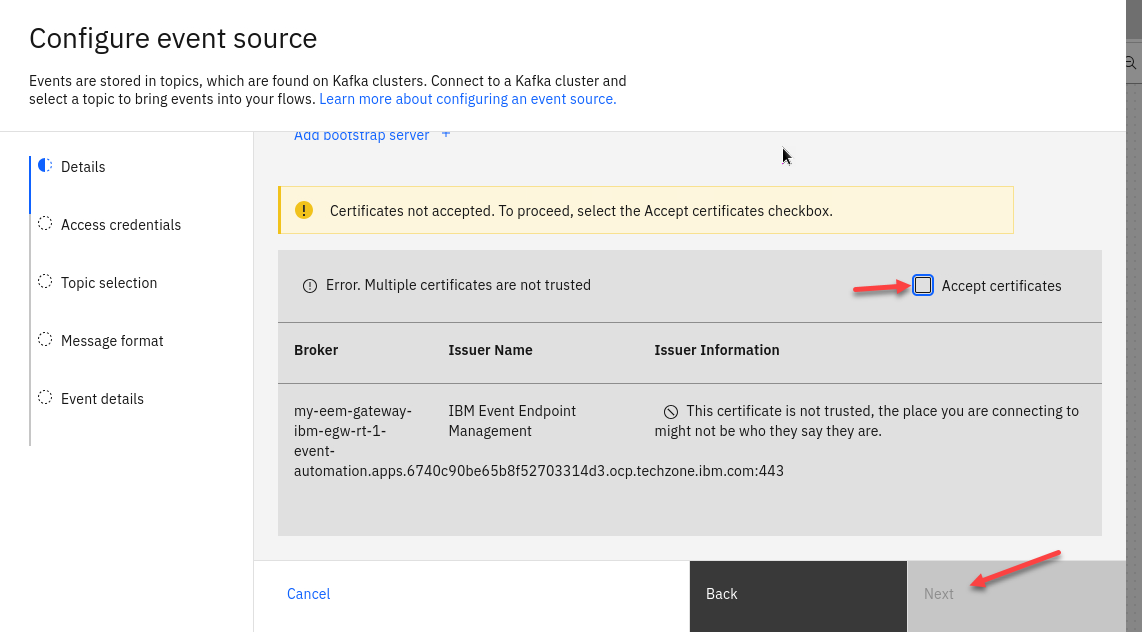 Configure event source
Events are stored in topics, which are found on Kafka clusters. Connect to a Kafka cluster and
select a topic to bring events into your flows. Learn more about configuring an event source.
Details
Access credentials
Topic selection
Message format
Event details
Add bootstrap server +
Certificates not accepted. To proceed, select the Accept certificates checkbox.
Error. Multiple certificates are not trusted
Accept certificates
Broker
Issuer Name
Issuer Information
my-eem-gateway-
ibm-egw-rt-1-
event-
automation.apps.6740c90be65b8f52703314d3.ocp.techzone.ibm.com:443
IBM Event Endpoint
Management
This certificate is not trusted, the place you are connecting to
might not be who they say they are.
Cancel
Back
Next